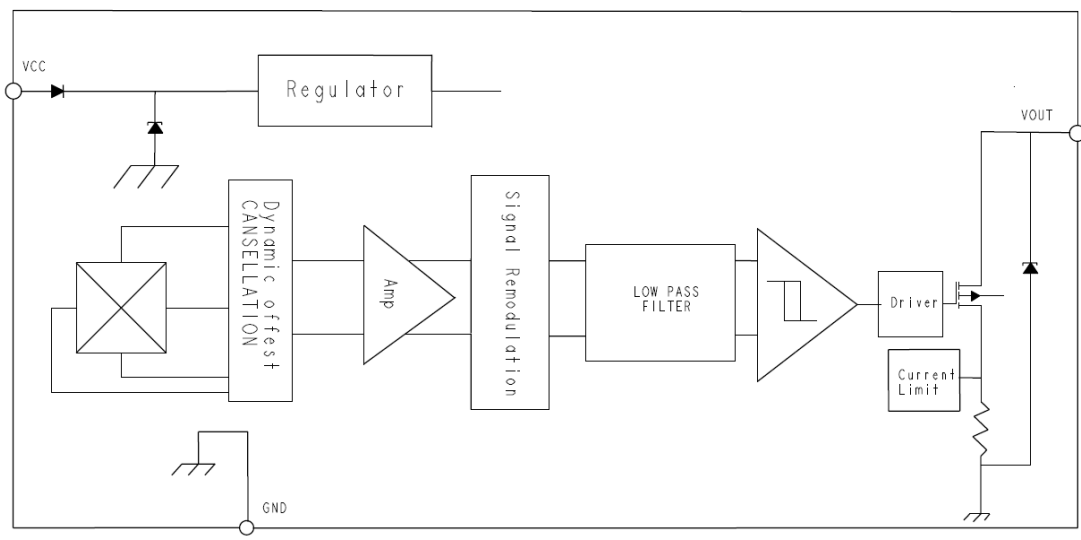 VCC
Regulator
VOUT
Dynamic offest
CANSELLATION
Amp
Signal Remodulation
LOW PASS
FILTER
Driver
Current
Limit
GND